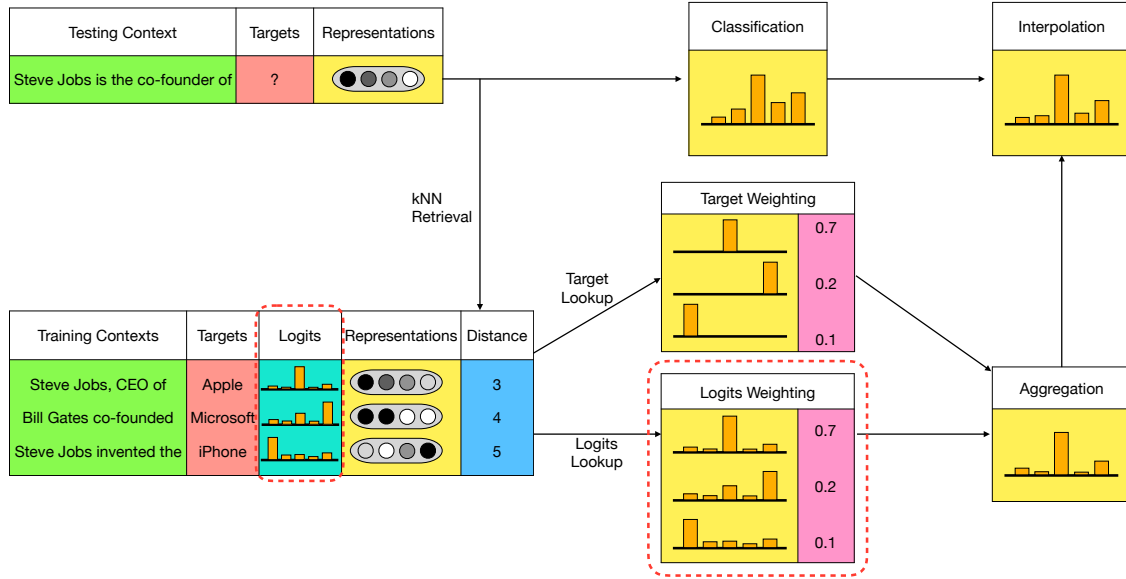 Testing Context Targets Representations
Steve Jobs is the co-founder of ?
Classification
Interpolation
kNN
Retrieval
Target Weighting
0.7
0.2
0.1
Target
Lookup
Training Contexts Targets Logits Representations Distance
Steve Jobs, CEO of Apple 3
Bill Gates co-founded Microsoft 4
Steve Jobs invented the iPhone 5
Logits
Lookup
Logits Weighting
0.7
0.2
0.1
Aggregation